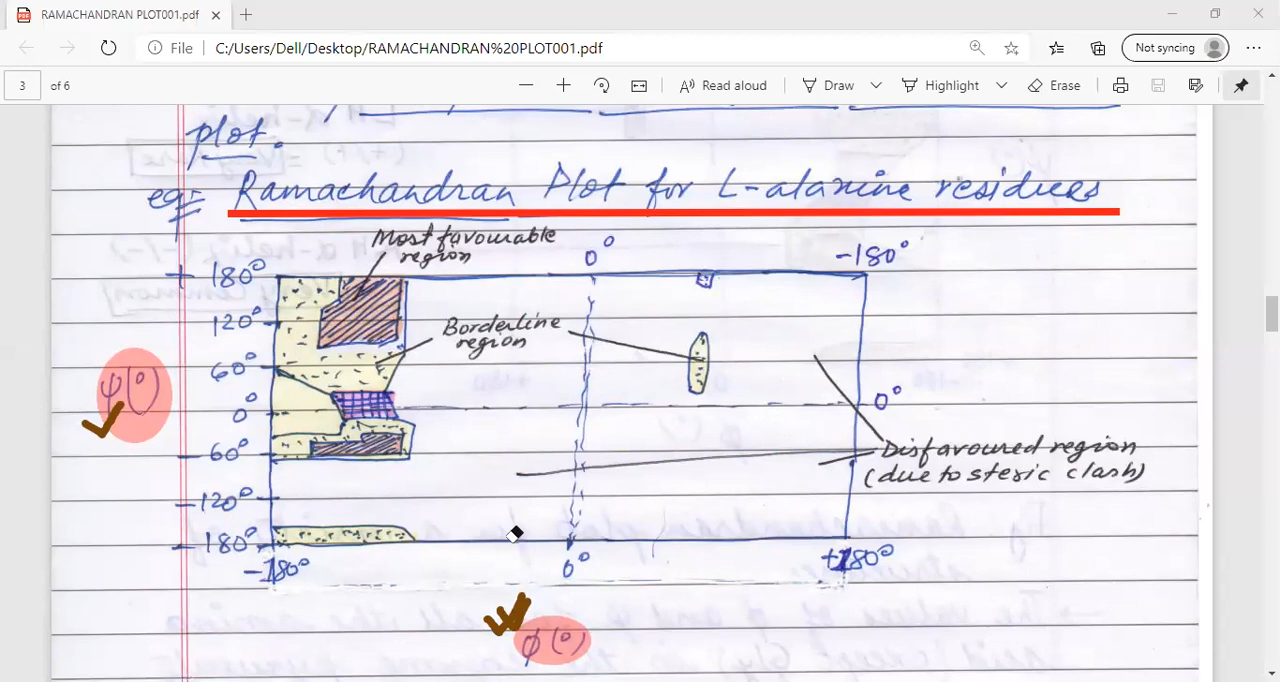 RAMACHANDRAN PLOT001.pdf
File
C:/Users/Dell/Desktop/RAMACHANDRAN%20PLOT001.pdf
Not syncing
3 of 6
Read aloud
Draw
Highlight
Erase
plot.
eg:- Ramachandran Plot for L-alanine residues
Most favourable
region
0°
-180°
+ 180°
120°
60°
0°
- 60°
- 120°
- 180°
Borderline
region
ψ(°)
0°
Disfavoured region
(due to steric clash)
-180°
0°
+180°
φ(°)